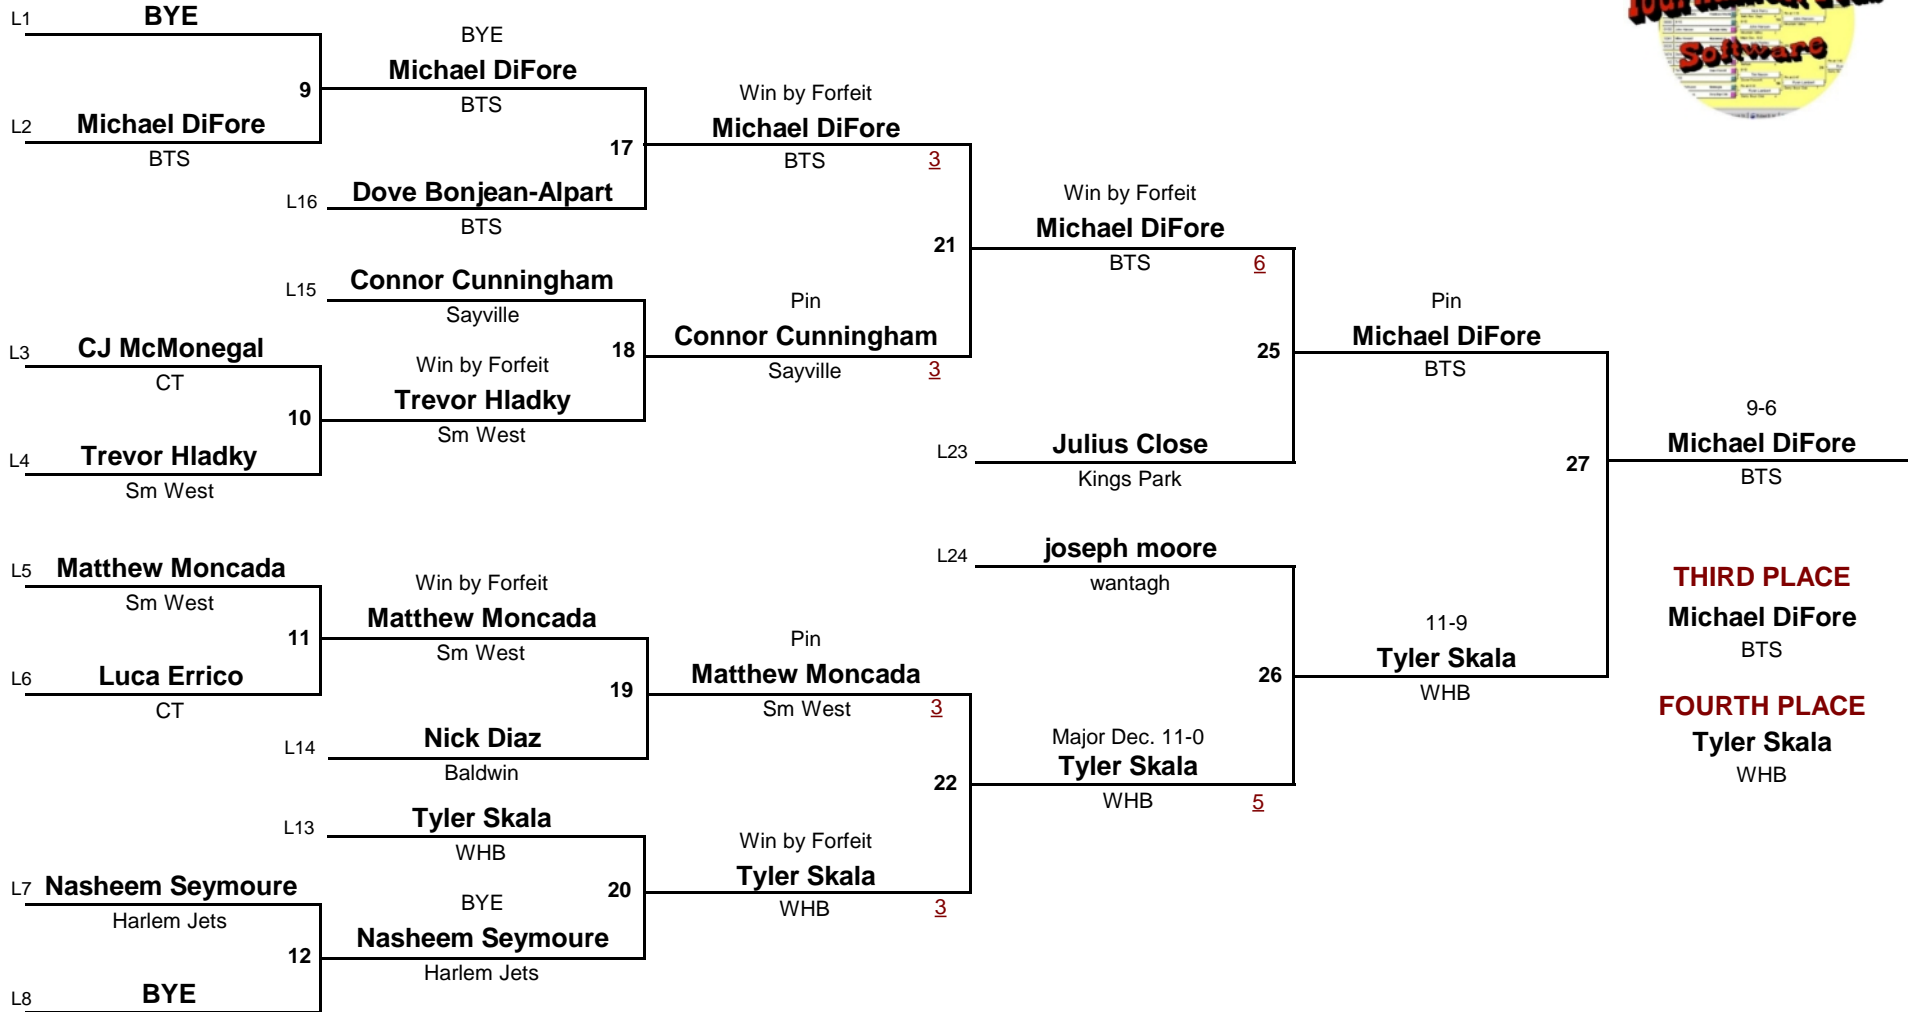 L1 BYE
BYE
Michael DiFore
9
BTS
L2 Michael DiFore
BTS
Win by Forfeit
Michael DiFore
17
BTS 3
L16 Dove Bonjean-Alpart
BTS
Win by Forfeit
Michael DiFore
21
BTS 6
L15 Connor Cunningham
Sayville
Pin
Connor Cunningham
18
Sayville 3
L3 CJ McMonegal
CT
Win by Forfeit
Trevor Hladky
10
Sm West
L4 Trevor Hladky
Sm West
Pin
Michael DiFore
25
BTS
L23 Julius Close
Kings Park
9-6
Michael DiFore
27
BTS
L24 joseph moore
wantagh
L5 Matthew Moncada
Sm West
Win by Forfeit
Matthew Moncada
11
Sm West
L6 Luca Errico
CT
Pin
Matthew Moncada
19
Sm West 3
L14 Nick Diaz
Baldwin
11-9
Tyler Skala
26
WHB
THIRD PLACE
Michael DiFore
BTS
FOURTH PLACE
Tyler Skala
WHB
Major Dec. 11-0
Tyler Skala
22
WHB 5
L13 Tyler Skala
WHB
Win by Forfeit
Tyler Skala
20
WHB 3
L7 Nasheem Seymoure
Harlem Jets
BYE
Nasheem Seymoure
12
Harlem Jets
L8 BYE
Software